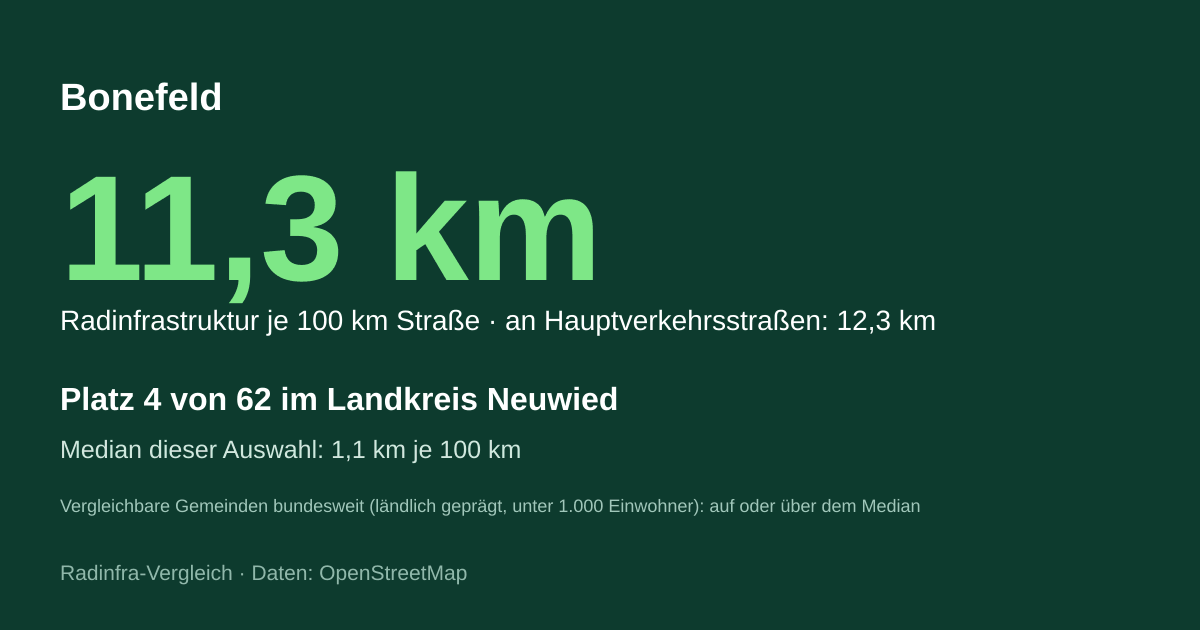 Bonefeld
11,3 km
Radinfrastruktur je 100 km Straße · an Hauptverkehrsstraßen: 12,3 km
Platz 4 von 62 im Landkreis Neuwied
Median dieser Auswahl: 1,1 km je 100 km
Vergleichbare Gemeinden bundesweit (ländlich geprägt, unter 1.000 Einwohner): auf oder über dem Median
Radinfra-Vergleich · Daten: OpenStreetMap